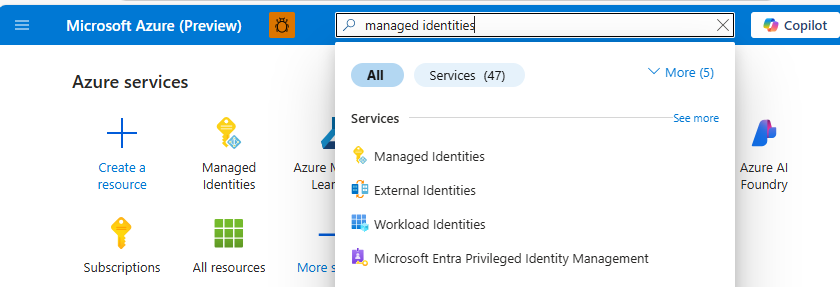 Microsoft Azure (Preview)
managed identities
Copilot
Azure services
All
Services (47)
More (5)
Services
See more
Managed Identities
External Identities
Workload Identities
Microsoft Entra Privileged Identity Management
Create a
resource
Managed
Identities
Azure M
Lear
Azure AI
Foundry
Subscriptions
All resources
More s